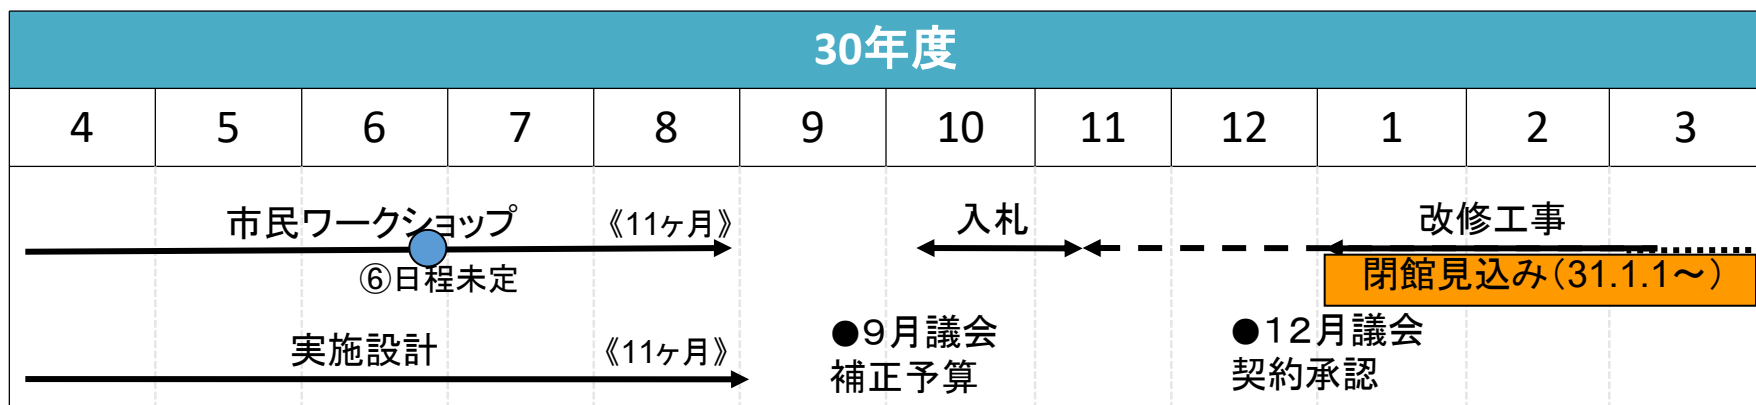 30年度
4 5 6 7 8 9 10 11 12 1 2 3
市民ワークショップ 《11ヶ月》 入札 改修工事
⑥日程未定 閉館見込み(31.1.1～)
実施設計 《11ヶ月》 ●９月議会 ●１２月議会
補正予算 契約承認